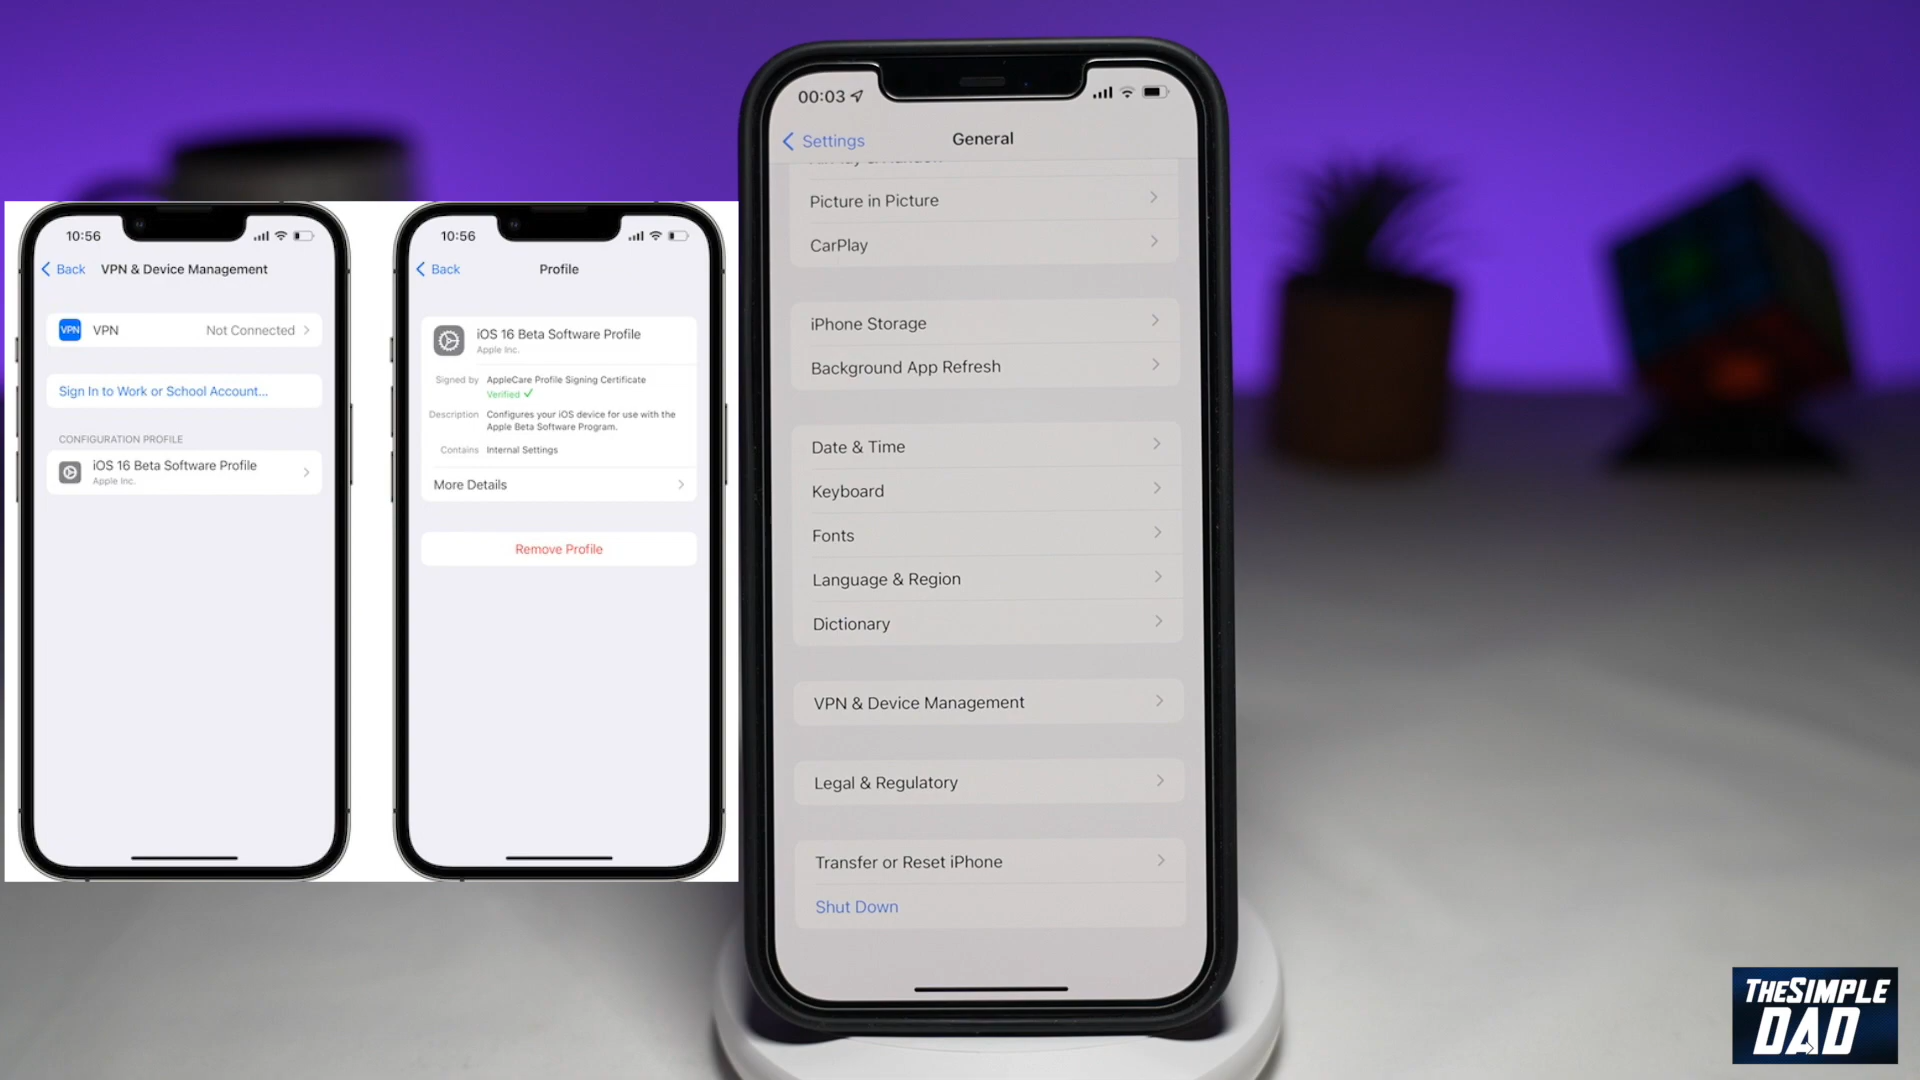 10:56
Back VPN & Device Management
VPN VPN Not Connected
Sign In to Work or School Account...
CONFIGURATION PROFILE
iOS 16 Beta Software Profile
Apple Inc.
10:56
Back Profile
iOS 16 Beta Software Profile
Apple Inc.
Signed by AppleCare Profile Signing Certificate
Verified ✓
Description Configures your iOS device for use with the
Apple Beta Software Program.
Contains Internal Settings
More Details
Remove Profile
00:03
Settings General
Picture in Picture
CarPlay
iPhone Storage
Background App Refresh
Date & Time
Keyboard
Fonts
Language & Region
Dictionary
VPN & Device Management
Legal & Regulatory
Transfer or Reset iPhone
Shut Down
THE SIMPLE
DAD